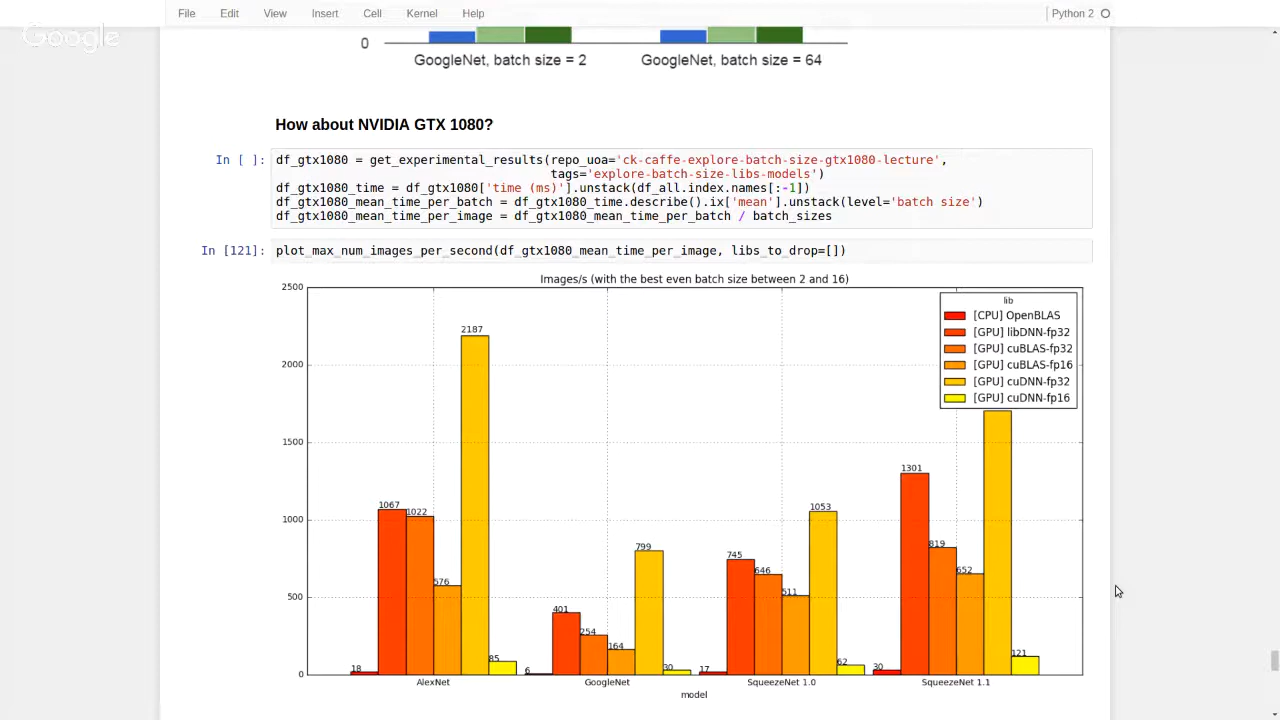 File Edit View Insert Cell Kernel Help Python 2
Google
0
GoogleNet, batch size = 2 GoogleNet, batch size = 64
How about NVIDIA GTX 1080?
In [ ]: df_gtx1080 = get_experimental_results(repo_uoa='ck-caffe-explore-batch-size-gtx1080-lecture',
tags='explore-batch-size-libs-models')
df_gtx1080_time = df_gtx1080['time (ms)'].unstack(df_all.index.names[:-1])
df_gtx1080_mean_time_per_batch = df_gtx1080_time.describe().ix['mean'].unstack(level='batch size')
df_gtx1080_mean_time_per_image = df_gtx1080_mean_time_per_batch / batch_sizes
In [121]: plot_max_num_images_per_second(df_gtx1080_mean_time_per_image, libs_to_drop=[])
Images/s (with the best even batch size between 2 and 16)
2500
2000
1500
1000
500
0
lib
[CPU] OpenBLAS
[GPU] libDNN-fp32
[GPU] cuBLAS-fp32
[GPU] cuBLAS-fp16
[GPU] cuDNN-fp32
[GPU] cuDNN-fp16
18 1067 1022 576 2187 85
6 401 254 164 799 30
17 745 646 511 1053 62
30 1301 819 652 121
AlexNet GoogleNet SqueezeNet 1.0 SqueezeNet 1.1
model